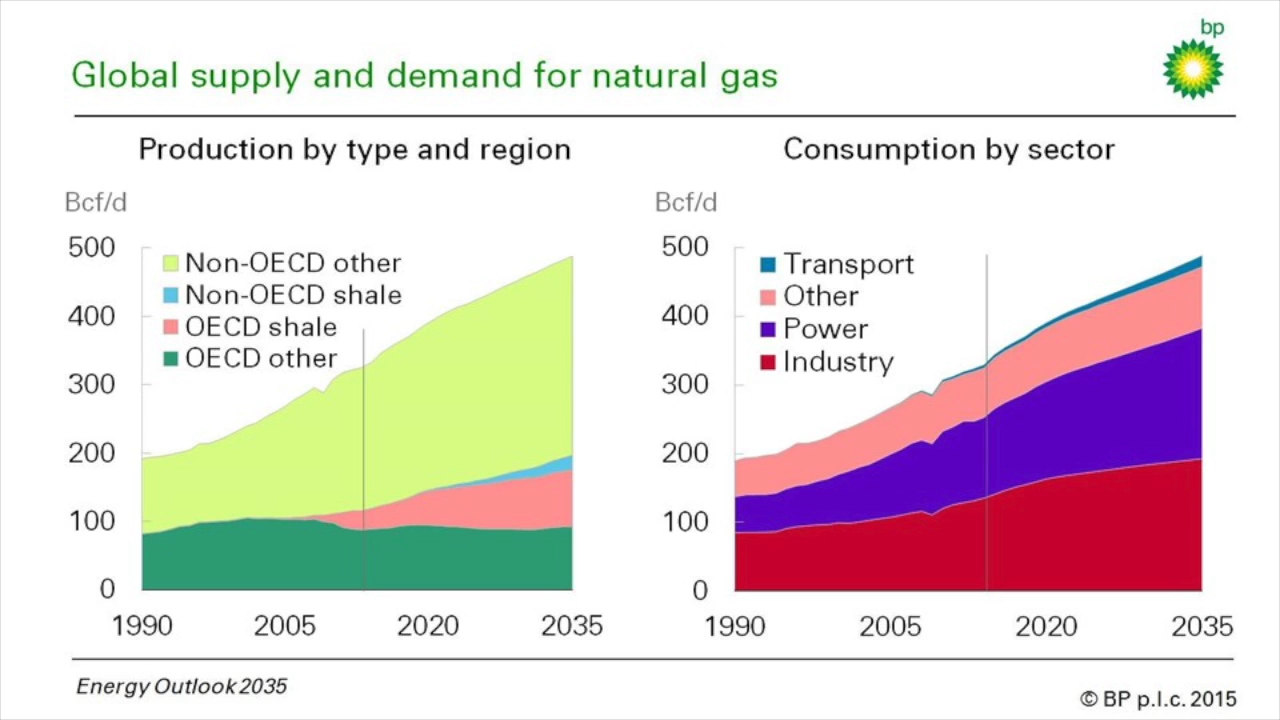 bp
Global supply and demand for natural gas
Production by type and region
Bcf/d
500
400
300
200
100
0
Non-OECD other
Non-OECD shale
OECD shale
OECD other
1990 2005 2020 2035
Consumption by sector
Bcf/d
500
400
300
200
100
0
Transport
Other
Power
Industry
1990 2005 2020 2035
Energy Outlook 2035
© BP p.l.c. 2015